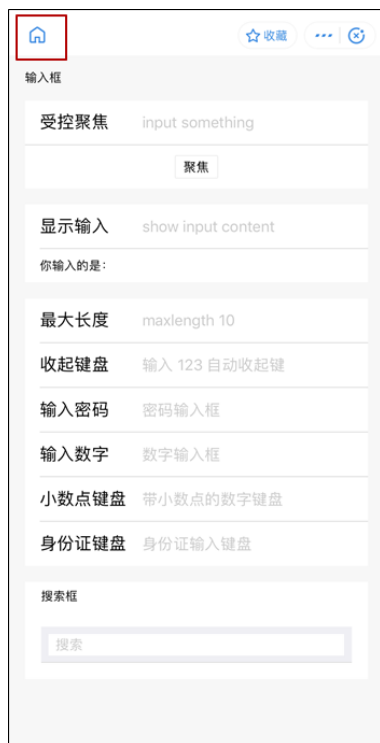 收藏
输入框
受控聚焦 input something
聚焦
显示输入 show input content
你输入的是：
最大长度 maxlength 10
收起键盘 输入 123 自动收起键
输入密码 密码输入框
输入数字 数字输入框
小数点键盘 带小数点的数字键盘
身份证键盘 身份证输入键盘
搜索框
搜索